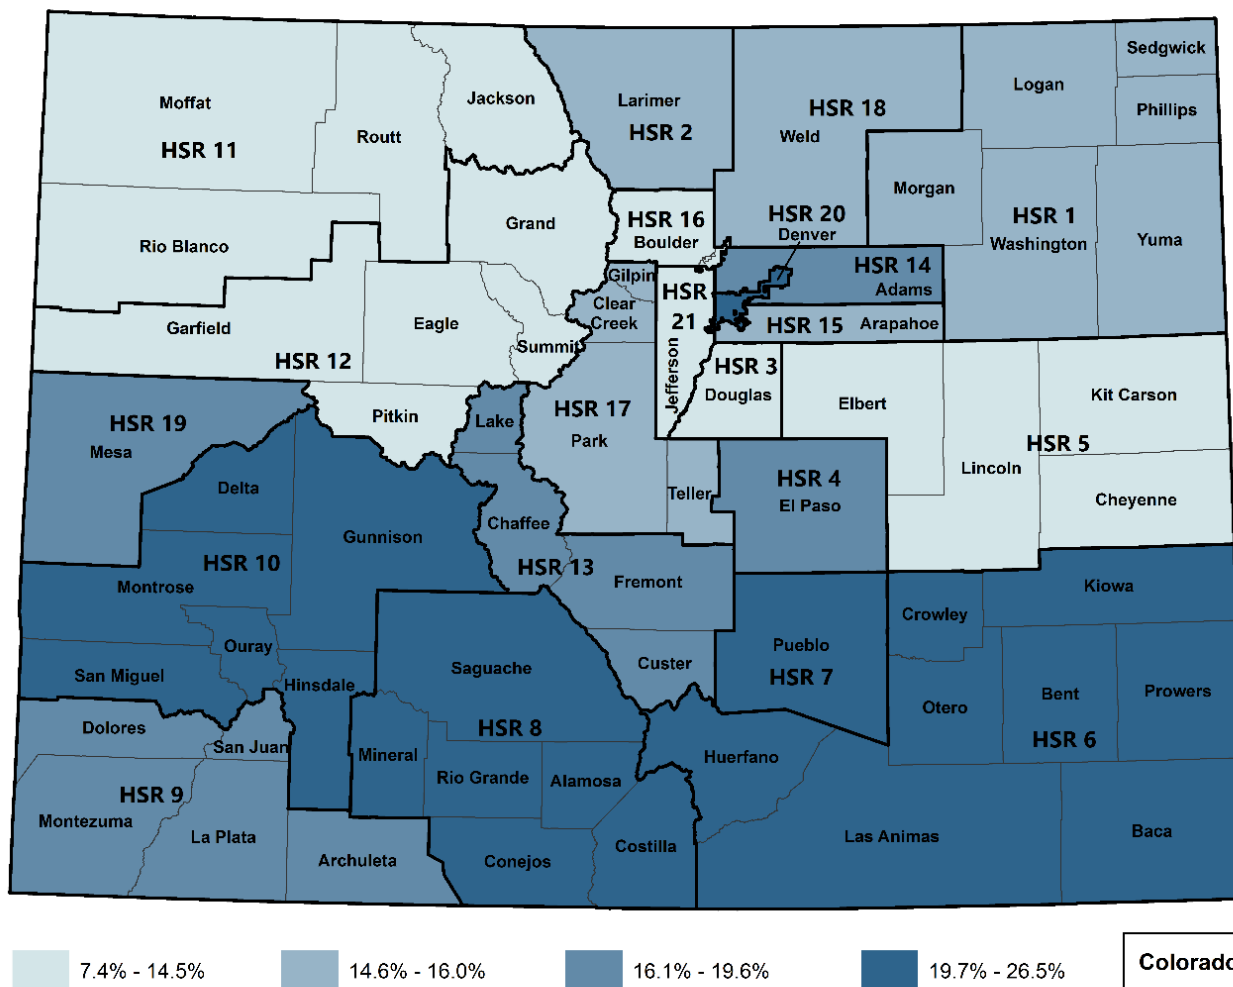 Moffat
HSR 11
Routt
Jackson
Larimer
HSR 2
HSR 18
Weld
Logan
Sedgwick
Phillips
Morgan
HSR 1
Washington
Yuma
Rio Blanco
Grand
HSR 16
Boulder
HSR 20
Denver
HSR 14
Adams
Gilpin
Clear
Creek
HSR
21
Jefferson
HSR 15
Arapahoe
Garfield
Eagle
Summit
HSR 12
Pitkin
HSR 3
Douglas
Elbert
Kit Carson
HSR 5
Lincoln
Cheyenne
HSR 19
Mesa
Lake
HSR 17
Park
Teller
HSR 4
El Paso
Delta
Gunnison
Chaffee
HSR 10
Montrose
HSR 13
Fremont
Kiowa
Crowley
Ouray
San Miguel
Hinsdale
Saguache
Custer
Pueblo
HSR 7
Otero
Bent
Prowers
HSR 6
Dolores
San Juan
Mineral
HSR 8
Rio Grande
Alamosa
Huerfano
HSR 9
Montezuma
La Plata
Archuleta
Conejos
Costilla
Las Animas
Baca
7.4% - 14.5%
14.6% - 16.0%
16.1% - 19.6%
19.7% - 26.5%
Colorado